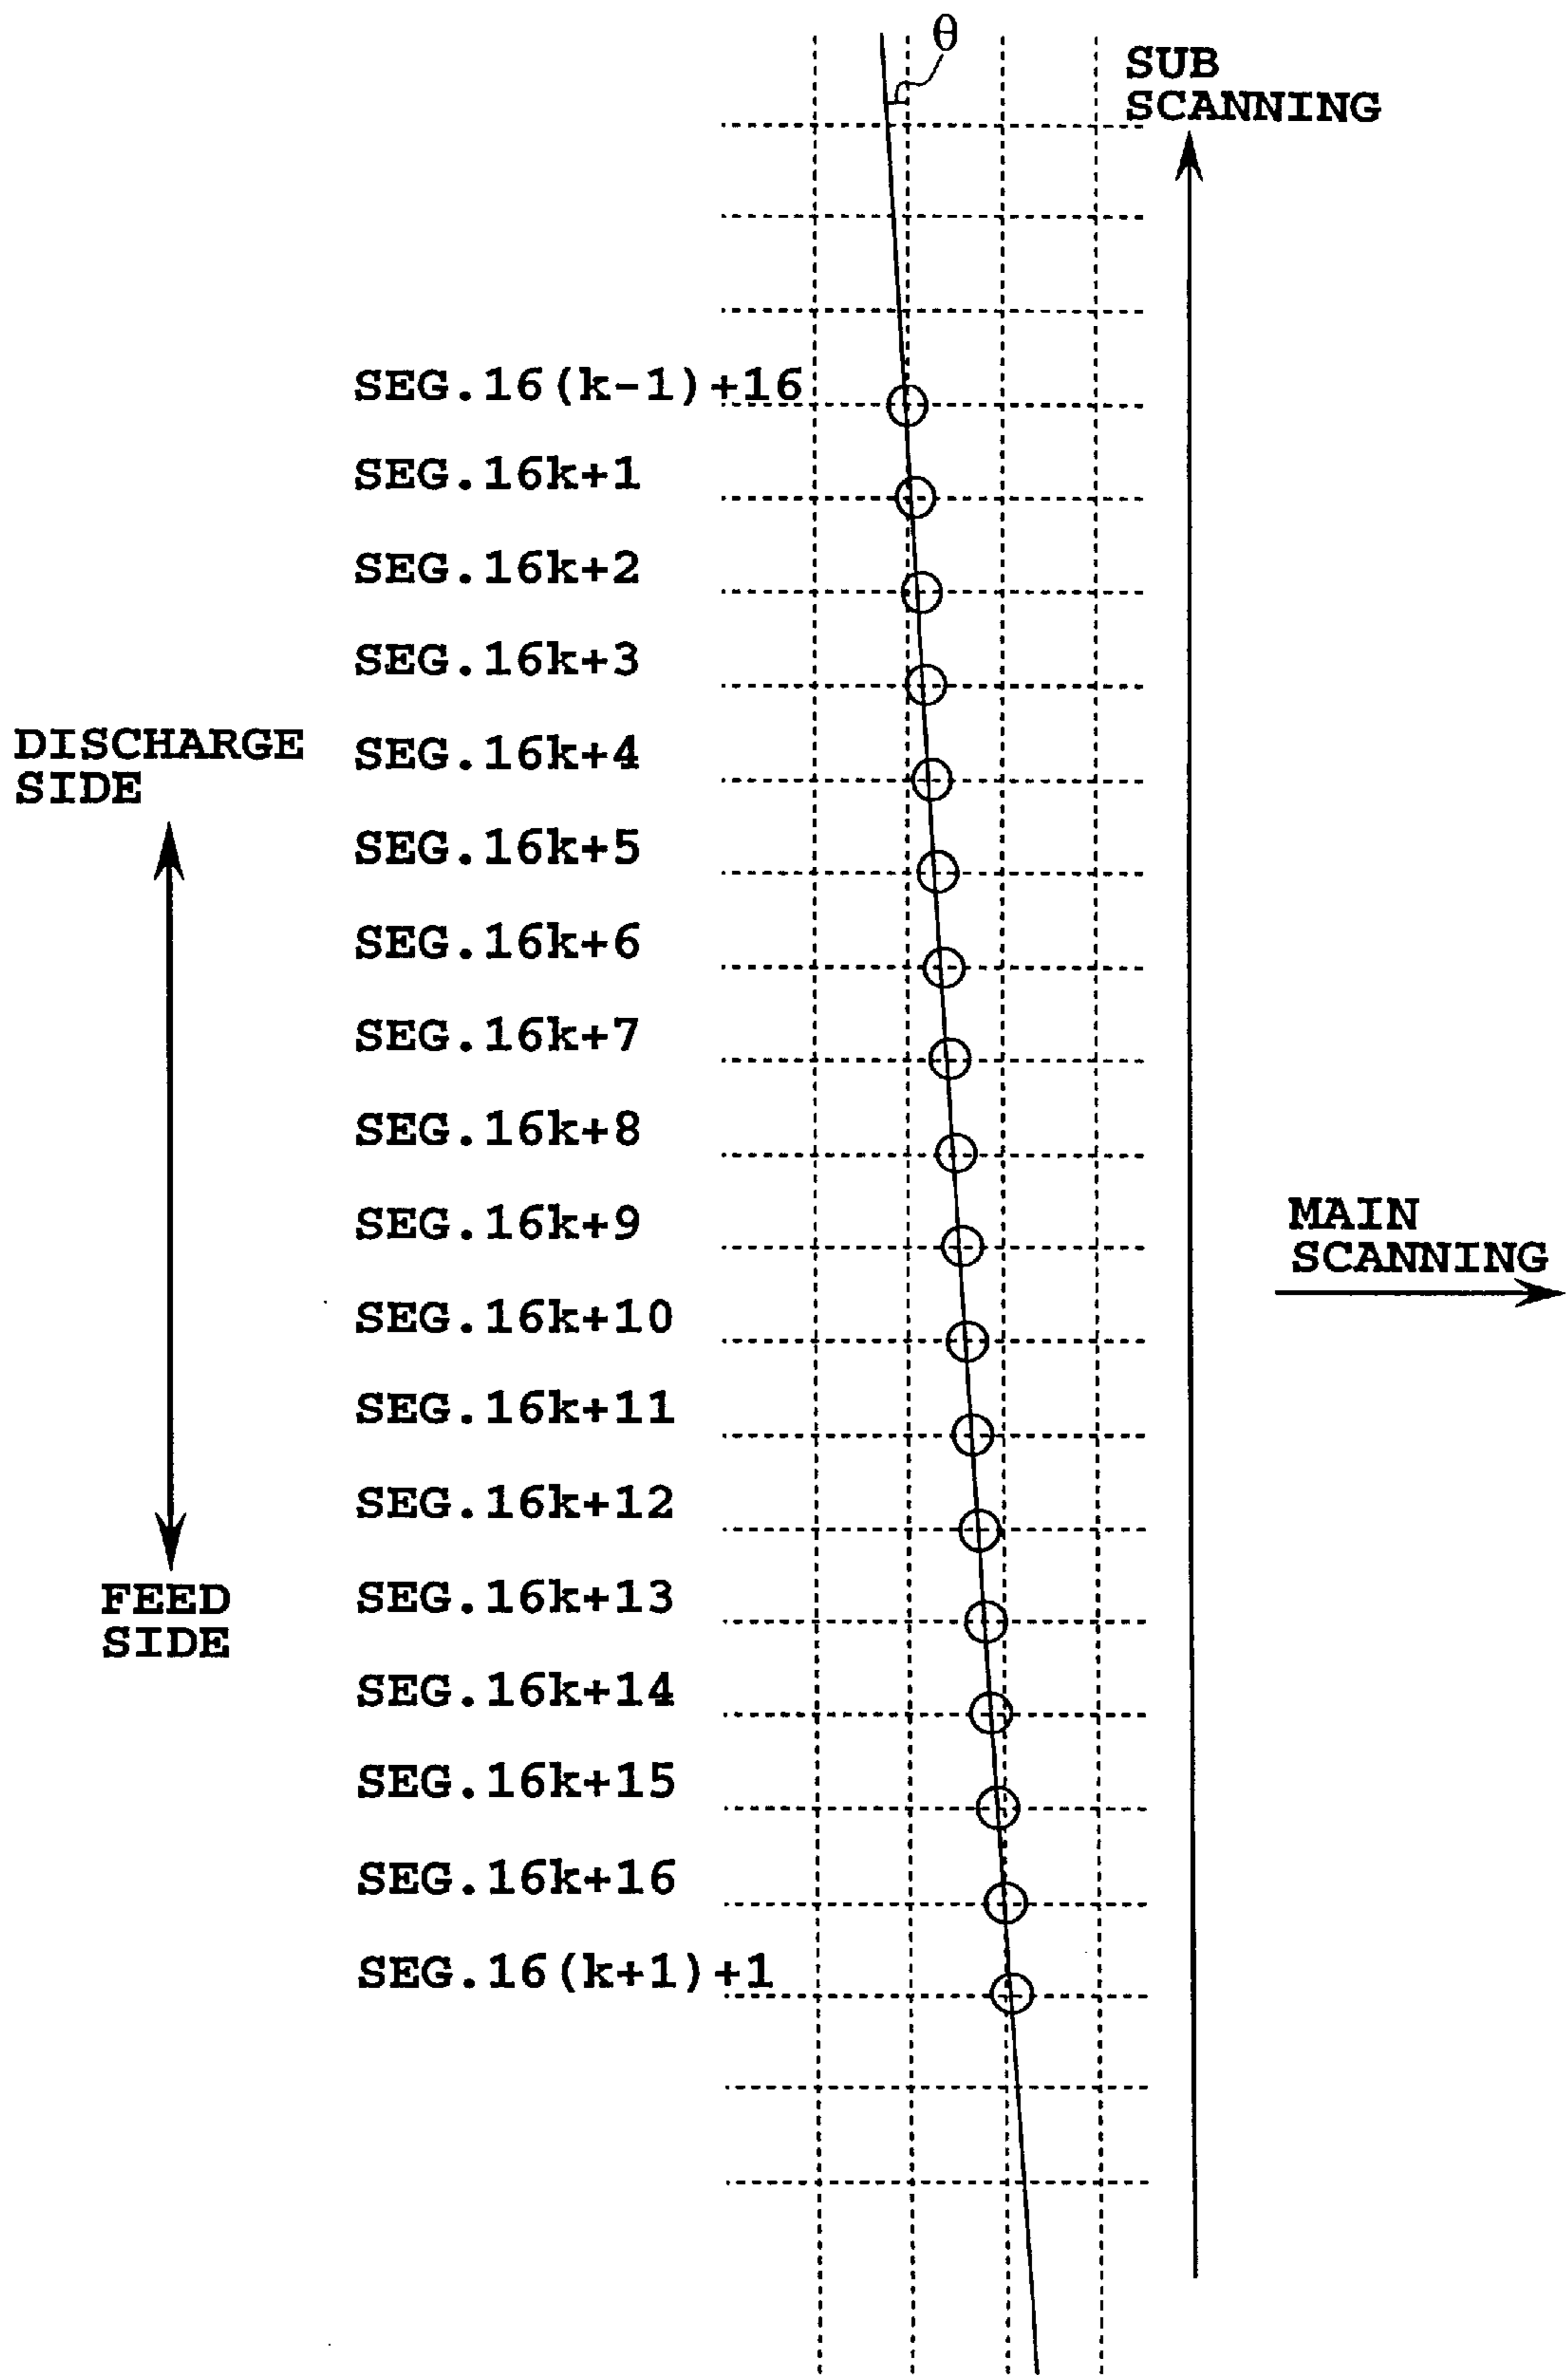 θ
SUB
SCANNING
SEG.16(k-1)+16
SEG.16k+1
SEG.16k+2
SEG.16k+3
DISCHARGE
SIDE
SEG.16k+4
SEG.16k+5
SEG.16k+6
SEG.16k+7
SEG.16k+8
SEG.16k+9
MAIN
SCANNING
SEG.16k+10
SEG.16k+11
SEG.16k+12
FEED
SIDE
SEG.16k+13
SEG.16k+14
SEG.16k+15
SEG.16k+16
SEG.16(k+1)+1